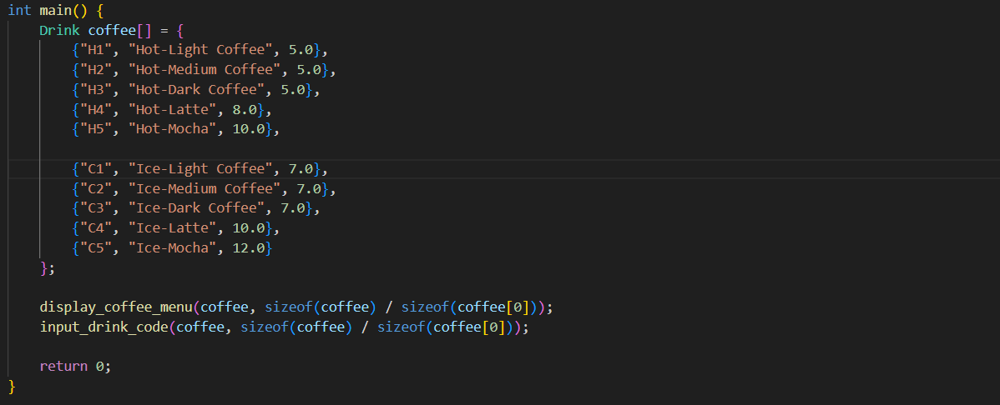 int main() {
    Drink coffee[] = {
        {"H1", "Hot-Light Coffee", 5.0},
        {"H2", "Hot-Medium Coffee", 5.0},
        {"H3", "Hot-Dark Coffee", 5.0},
        {"H4", "Hot-Latte", 8.0},
        {"H5", "Hot-Mocha", 10.0},

        {"C1", "Ice-Light Coffee", 7.0},
        {"C2", "Ice-Medium Coffee", 7.0},
        {"C3", "Ice-Dark Coffee", 7.0},
        {"C4", "Ice-Latte", 10.0},
        {"C5", "Ice-Mocha", 12.0}
    };

    display_coffee_menu(coffee, sizeof(coffee) / sizeof(coffee[0]));
    input_drink_code(coffee, sizeof(coffee) / sizeof(coffee[0]));

    return 0;
}